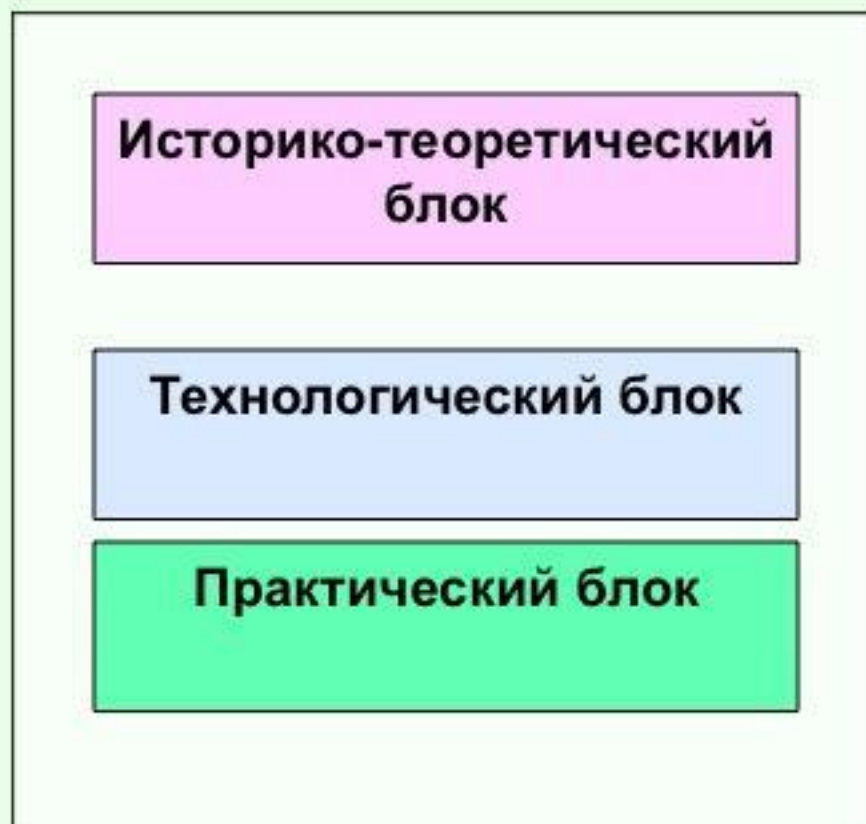 Историко-теоретический
блок
Технологический блок
Практический блок